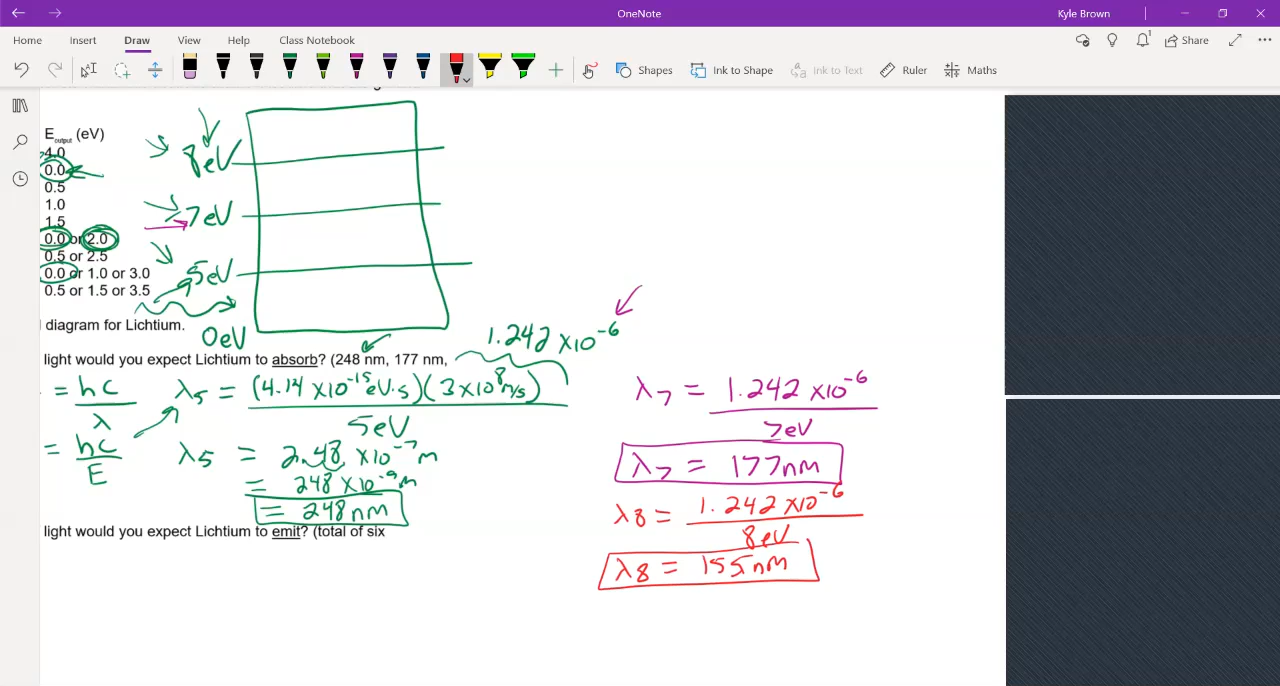 OneNote
Kyle Brown
Home Insert Draw View Help Class Notebook
Share
Shapes Ink to Shape Ink to Text Ruler Maths
E output (eV)
4.0
0.0
0.5
1.0
1.5
0.0 or 2.0
0.5 or 2.5
0.0 or 1.0 or 3.0
0.5 or 1.5 or 3.5
8eV
7eV
5eV
0eV
l diagram for Lichtium.
1.242 x10⁻⁶
light would you expect Lichtium to absorb? (248 nm, 177 nm,
= hc/λ
= hc/E
λ5 = (4.14 x10⁻¹⁵ eV·s)(3x10⁸ m/s)
5eV
λ5 = 2.48 x10⁻⁷ m
= 248 x10⁻⁹ m
= 248nm
λ7 = 1.242 x10⁻⁶
7eV
λ7 = 177nm
λ8 = 1.242 x10⁻⁶
8eV
λ8 = 155nm
light would you expect Lichtium to emit? (total of six